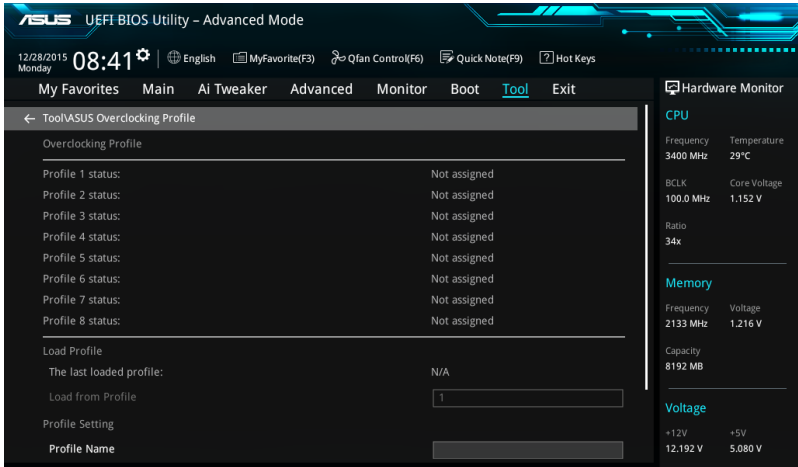 ASUS UEFI BIOS Utility – Advanced Mode
12/28/2015 Monday 08:41 English MyFavorite(F3) Qfan Control(F6) Quick Note(F9) ? Hot Keys
My Favorites Main Ai Tweaker Advanced Monitor Boot Tool Exit
← Tool\ASUS Overclocking Profile
Overclocking Profile
Profile 1 status: Not assigned
Profile 2 status: Not assigned
Profile 3 status: Not assigned
Profile 4 status: Not assigned
Profile 5 status: Not assigned
Profile 6 status: Not assigned
Profile 7 status: Not assigned
Profile 8 status: Not assigned
Load Profile
The last loaded profile: N/A
Load from Profile 1
Profile Setting
Profile Name
Hardware Monitor
CPU
Frequency Temperature
3400 MHz 29°C
BCLK Core Voltage
100.0 MHz 1.152 V
Ratio
34x
Memory
Frequency Voltage
2133 MHz 1.216 V
Capacity
8192 MB
Voltage
+12V +5V
12.192 V 5.080 V